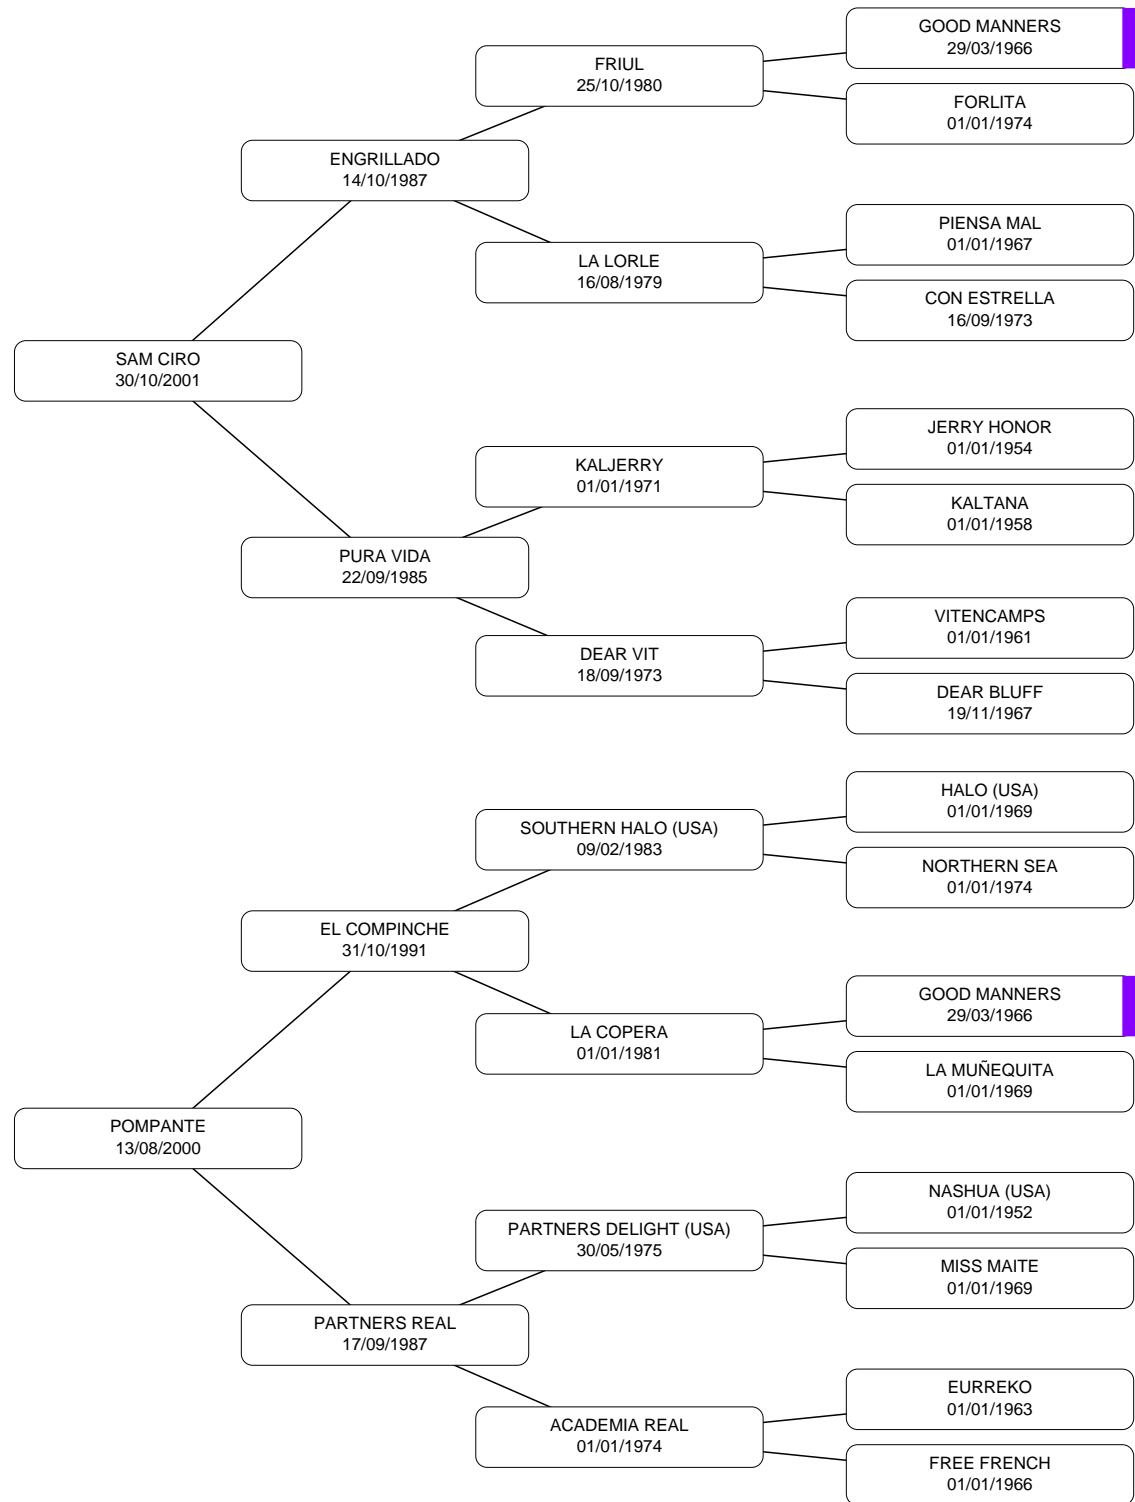 GOOD MANNERS
29/03/1966
FRIUL
25/10/1980
FORLITA
01/01/1974
ENGRILLADO
14/10/1987
PIENSA MAL
01/01/1967
LA LORLE
16/08/1979
CON ESTRELLA
16/09/1973
SAM CIRO
30/10/2001
JERRY HONOR
01/01/1954
KALJERRY
01/01/1971
KALTANA
01/01/1958
PURA VIDA
22/09/1985
VITENCAMPS
01/01/1961
DEAR VIT
18/09/1973
DEAR BLUFF
19/11/1967
HALO (USA)
01/01/1969
SOUTHERN HALO (USA)
09/02/1983
NORTHERN SEA
01/01/1974
EL COMPINCHE
31/10/1991
GOOD MANNERS
29/03/1966
LA COPERA
01/01/1981
LA MUÑEQUITA
01/01/1969
POMPANTE
13/08/2000
NASHUA (USA)
01/01/1952
PARTNERS DELIGHT (USA)
30/05/1975
MISS MAITE
01/01/1969
PARTNERS REAL
17/09/1987
EURREKO
01/01/1963
ACADEMIA REAL
01/01/1974
FREE FRENCH
01/01/1966